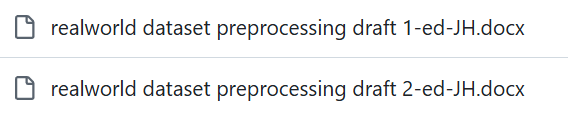 realworld dataset preprocessing draft 1-ed-JH.docx
realworld dataset preprocessing draft 2-ed-JH.docx